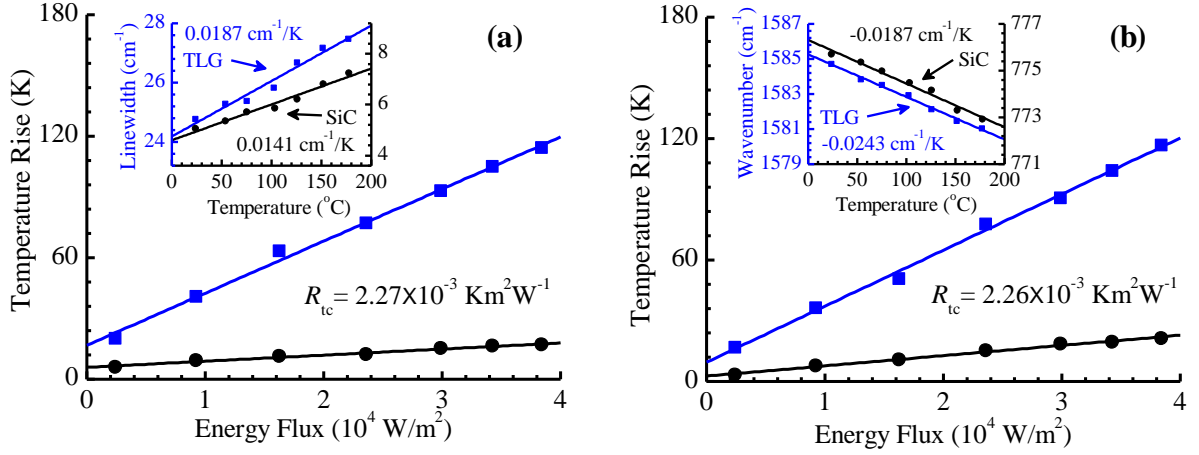 (a)
Temperature Rise (K)
180
120
60
0
0 1 2 3 4
Energy Flux (10⁴ W/m²)
R_tc = 2.27X10⁻³ Km²W⁻¹
Linewidth (cm⁻¹)
28
26
24
8
6
4
0.0187 cm⁻¹/K
TLG
SiC
0.0141 cm⁻¹/K
0 50 100 150 200
Temperature (°C)
(b)
Temperature Rise (K)
180
120
60
0
0 1 2 3 4
Energy Flux (10⁴ W/m²)
R_tc = 2.26X10⁻³ Km²W⁻¹
Wavenumber (cm⁻¹)
1587
1585
1583
1581
1579
777
775
773
771
-0.0187 cm⁻¹/K
SiC
TLG
-0.0243 cm⁻¹/K
0 50 100 150 200
Temperature (°C)